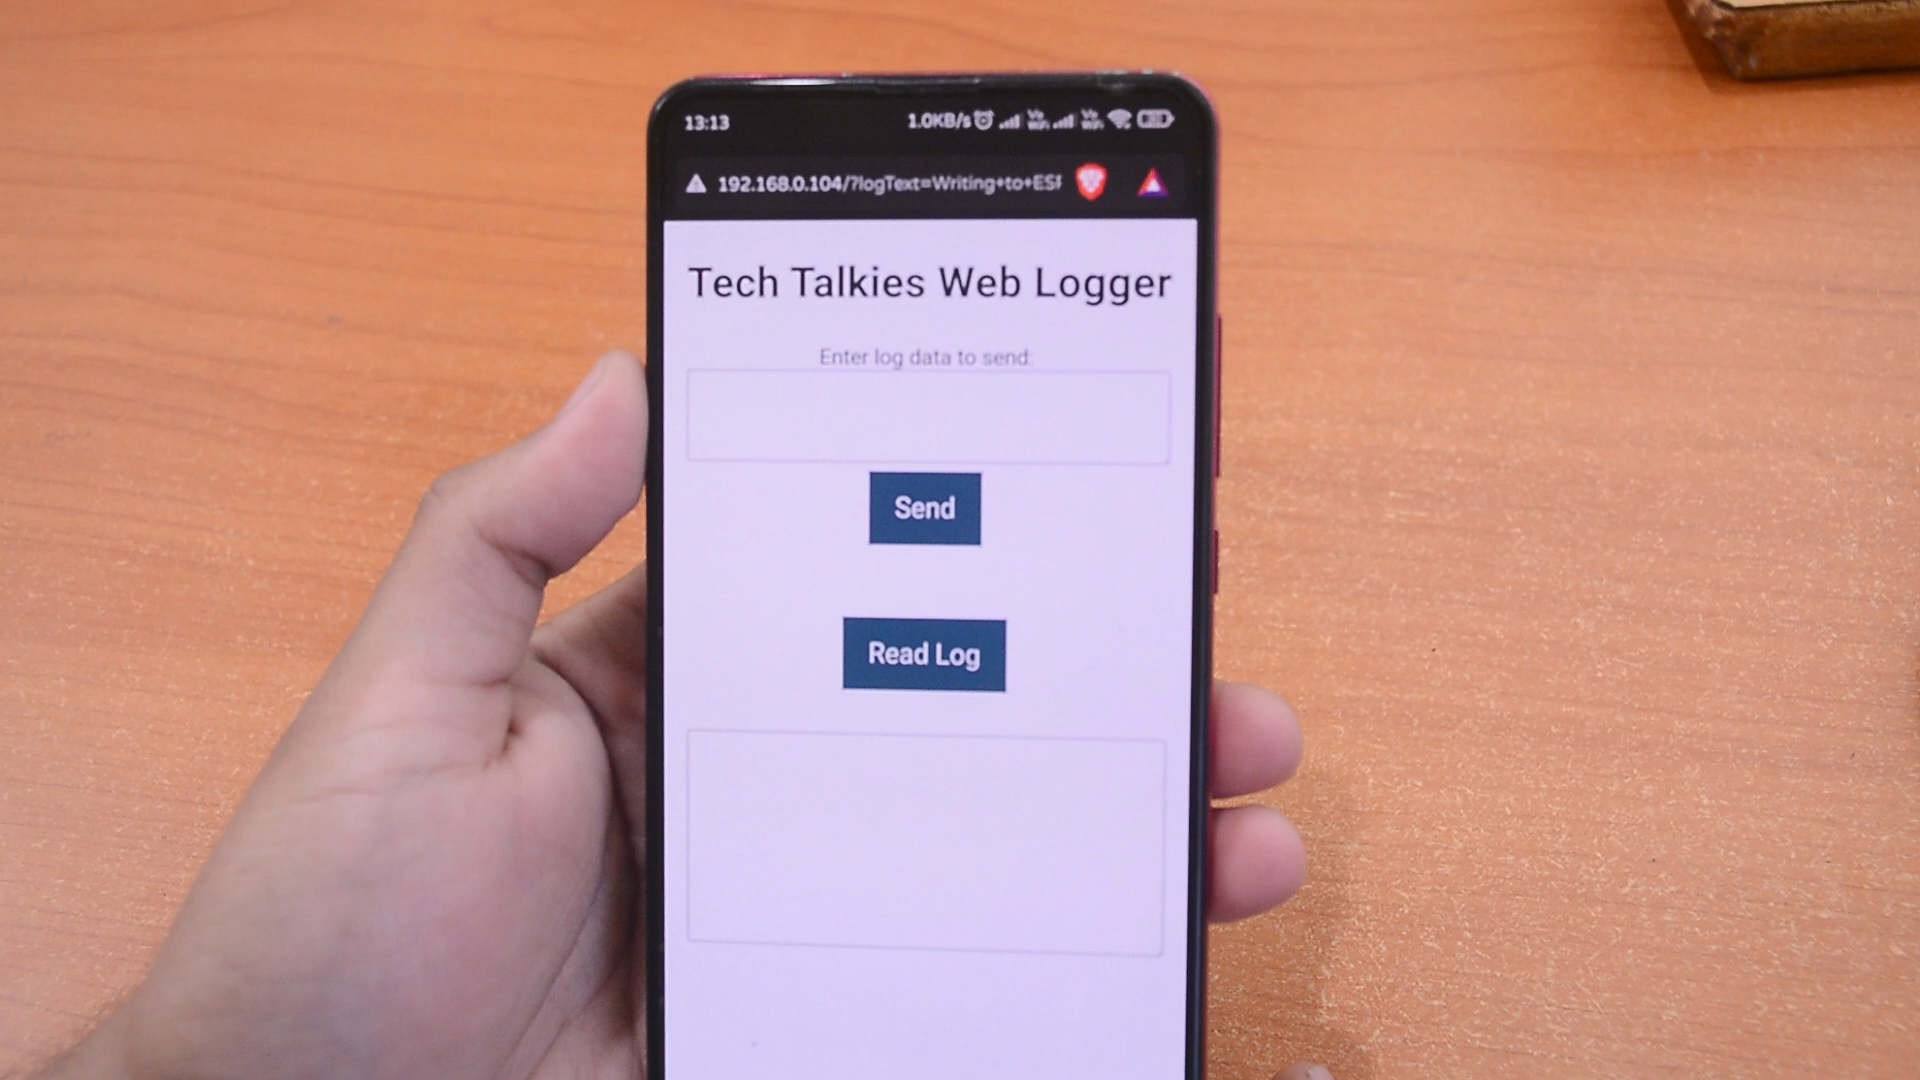 13:13 1.0KB/s
192.168.0.104/?logText=Writing+to+ESP
Tech Talkies Web Logger
Enter log data to send:
Send
Read Log